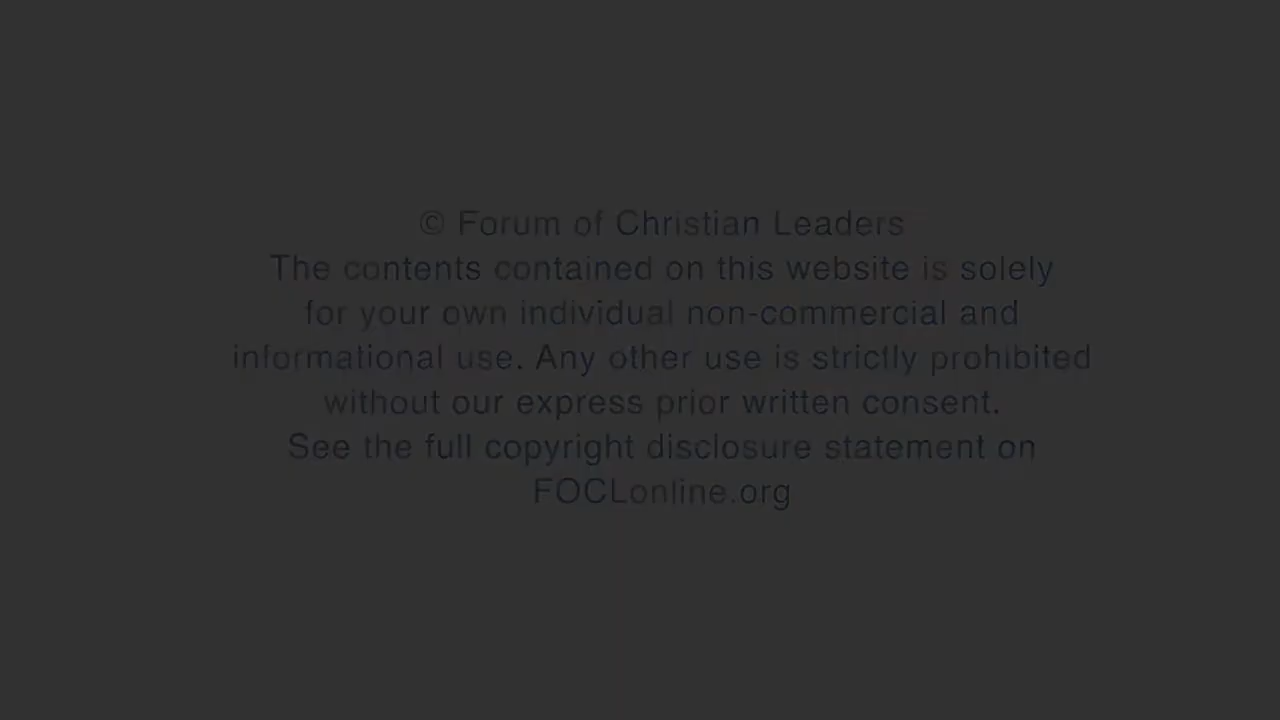 © Forum of Christian Leaders
The contents contained on this website is solely
for your own individual non-commercial and
informational use. Any other use is strictly prohibited
without our express prior written consent.
See the full copyright disclosure statement on
FOCLonline.org